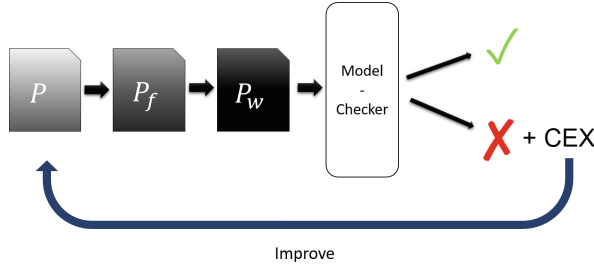 P
P_f
P_w
Model
-
Checker
+ CEX
Improve